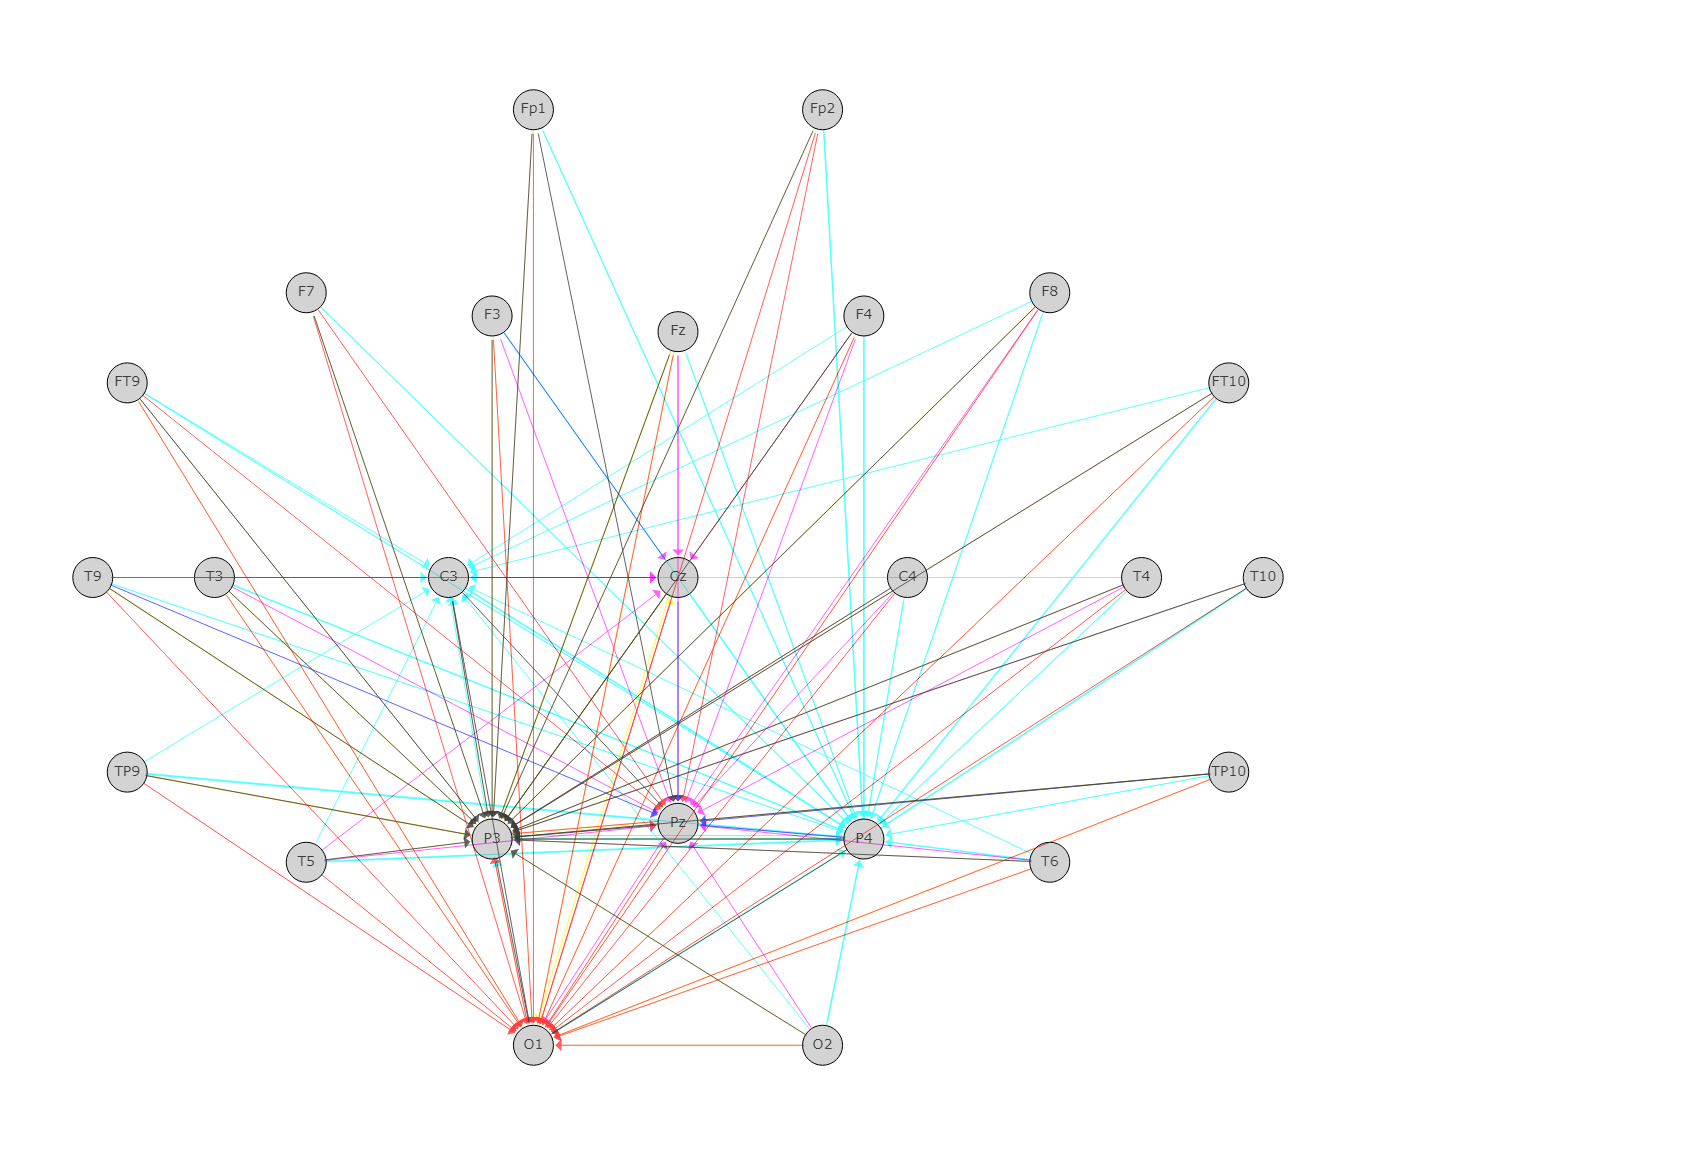 Fp1 Fp2
F7 F3 Fz F4 F8
FT9 FT10
T9 T3 C3 Cz C4 T4 T10
TP9 TP10
T5 P3 Pz P4 T6
O1 O2